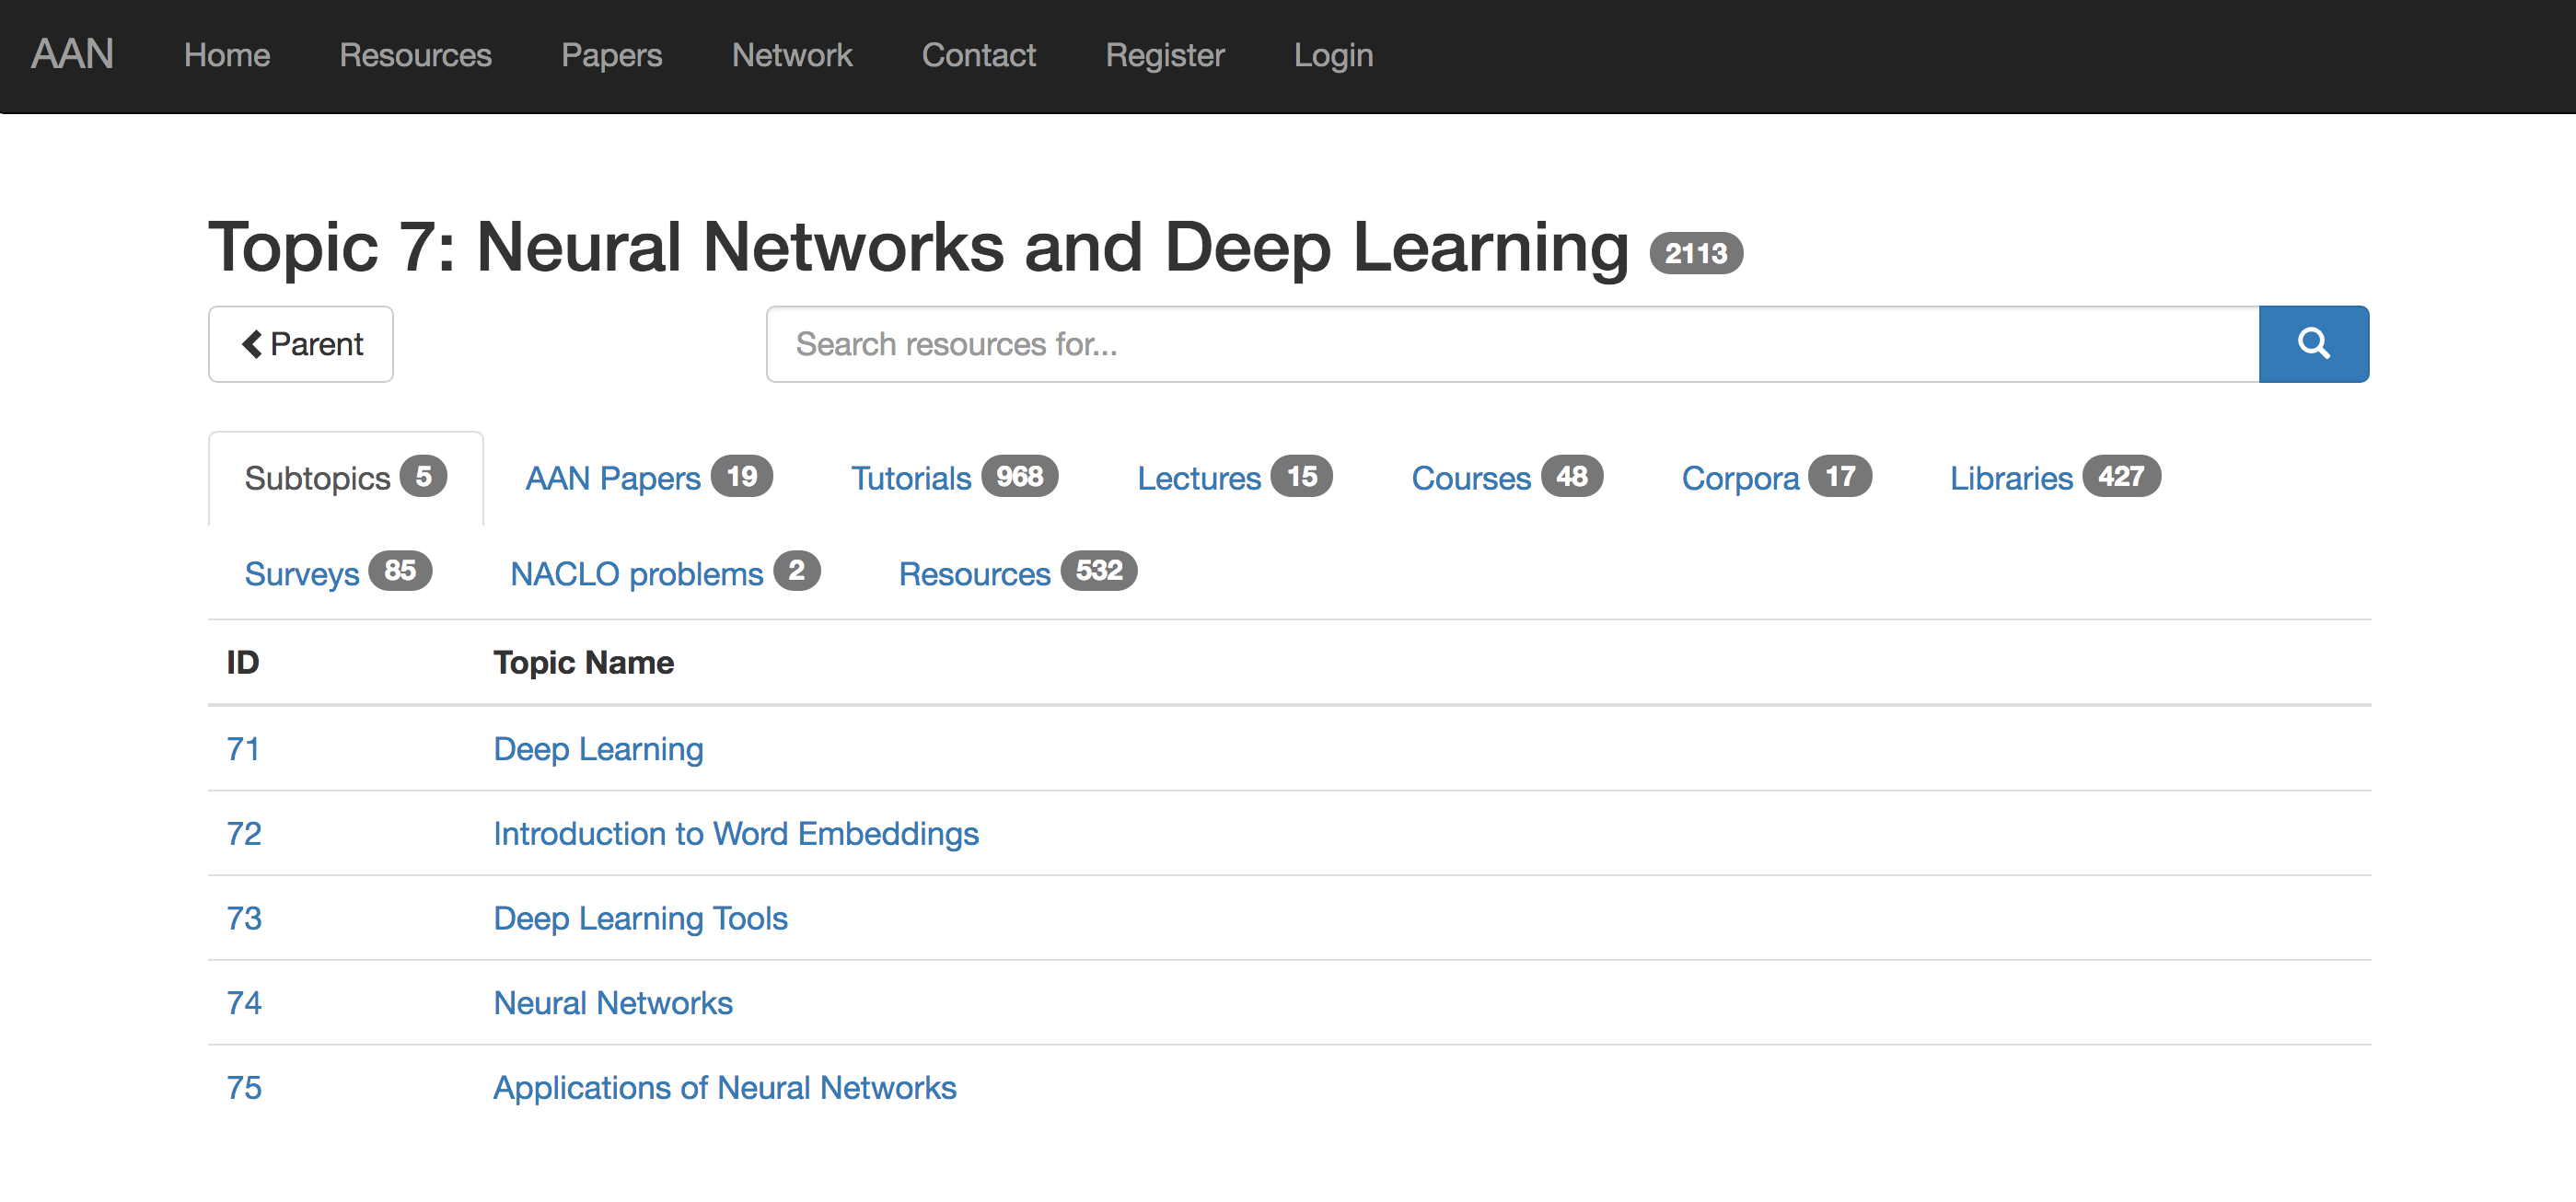 AAN Home Resources Papers Network Contact Register Login
Topic 7: Neural Networks and Deep Learning 2113
Parent Search resources for...
Subtopics 5 AAN Papers 19 Tutorials 968 Lectures 15 Courses 48 Corpora 17 Libraries 427
Surveys 85 NACLO problems 2 Resources 532
ID Topic Name
71 Deep Learning
72 Introduction to Word Embeddings
73 Deep Learning Tools
74 Neural Networks
75 Applications of Neural Networks